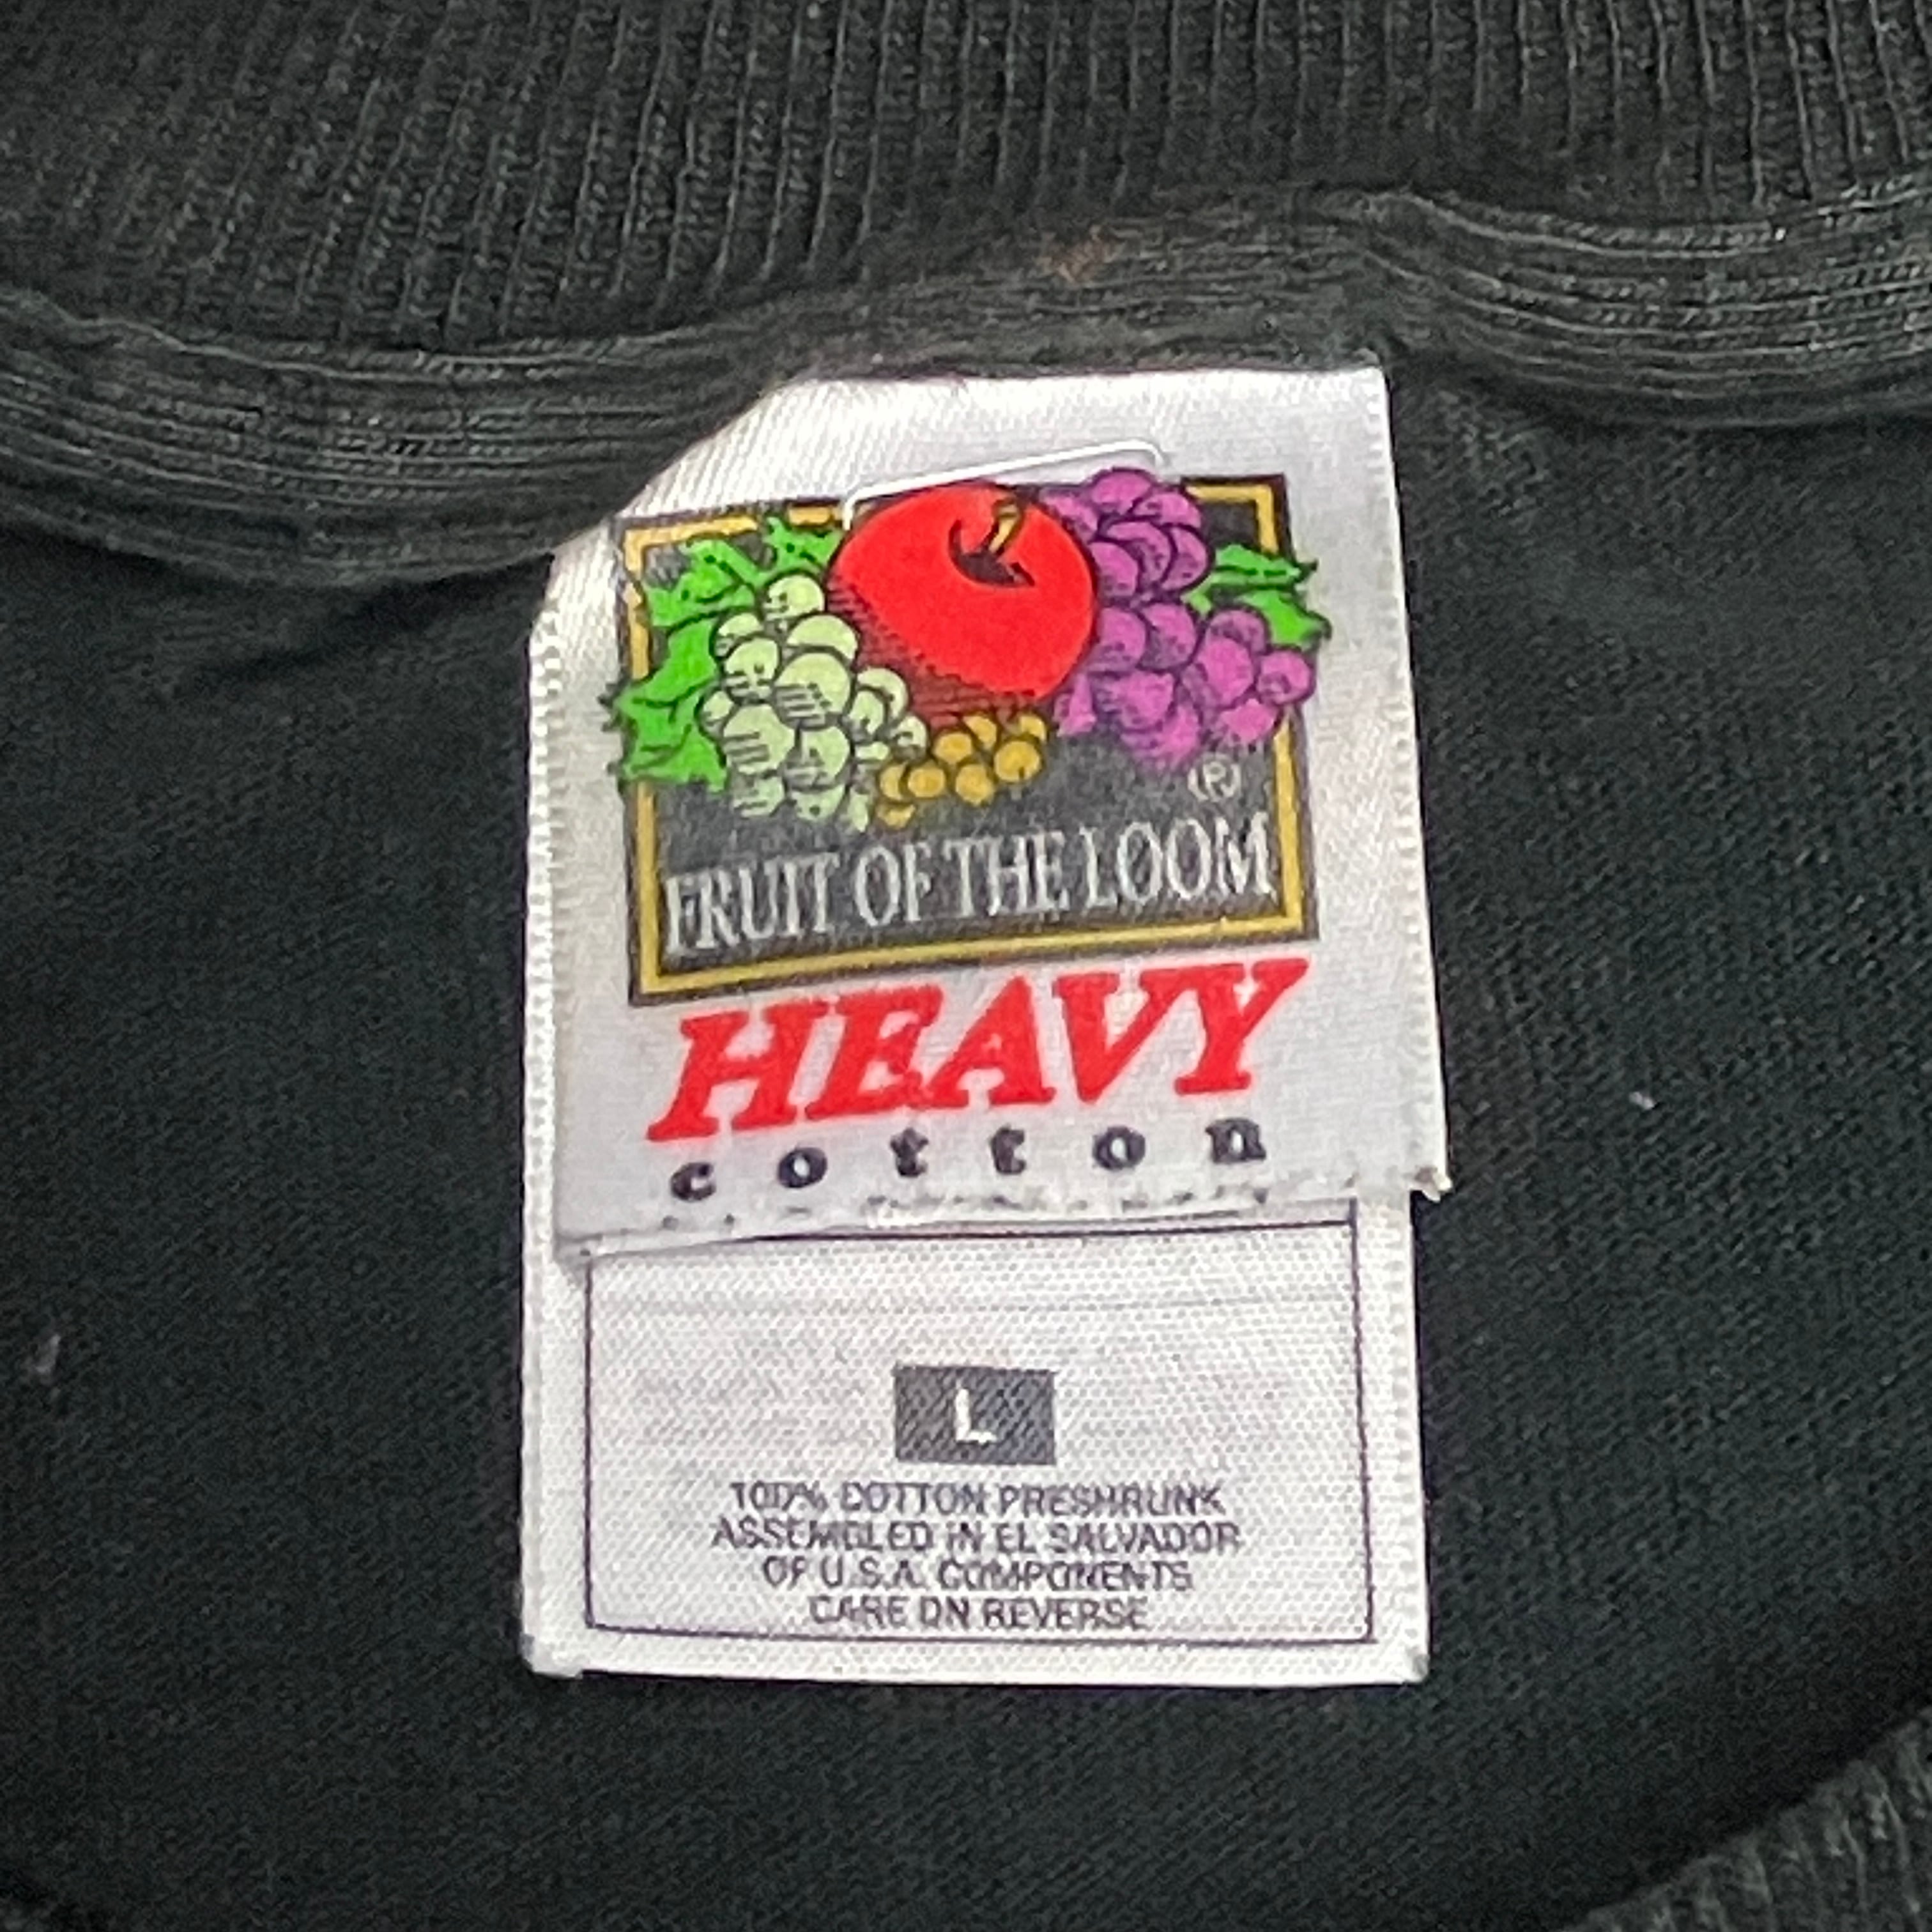 ®
FRUIT OF THE LOOM
HEAVY
cotton
L
100% COTTON PRESHRUNK
ASSEMBLED IN EL SALVADOR
OF U.S.A. COMPONENTS
CARE ON REVERSE